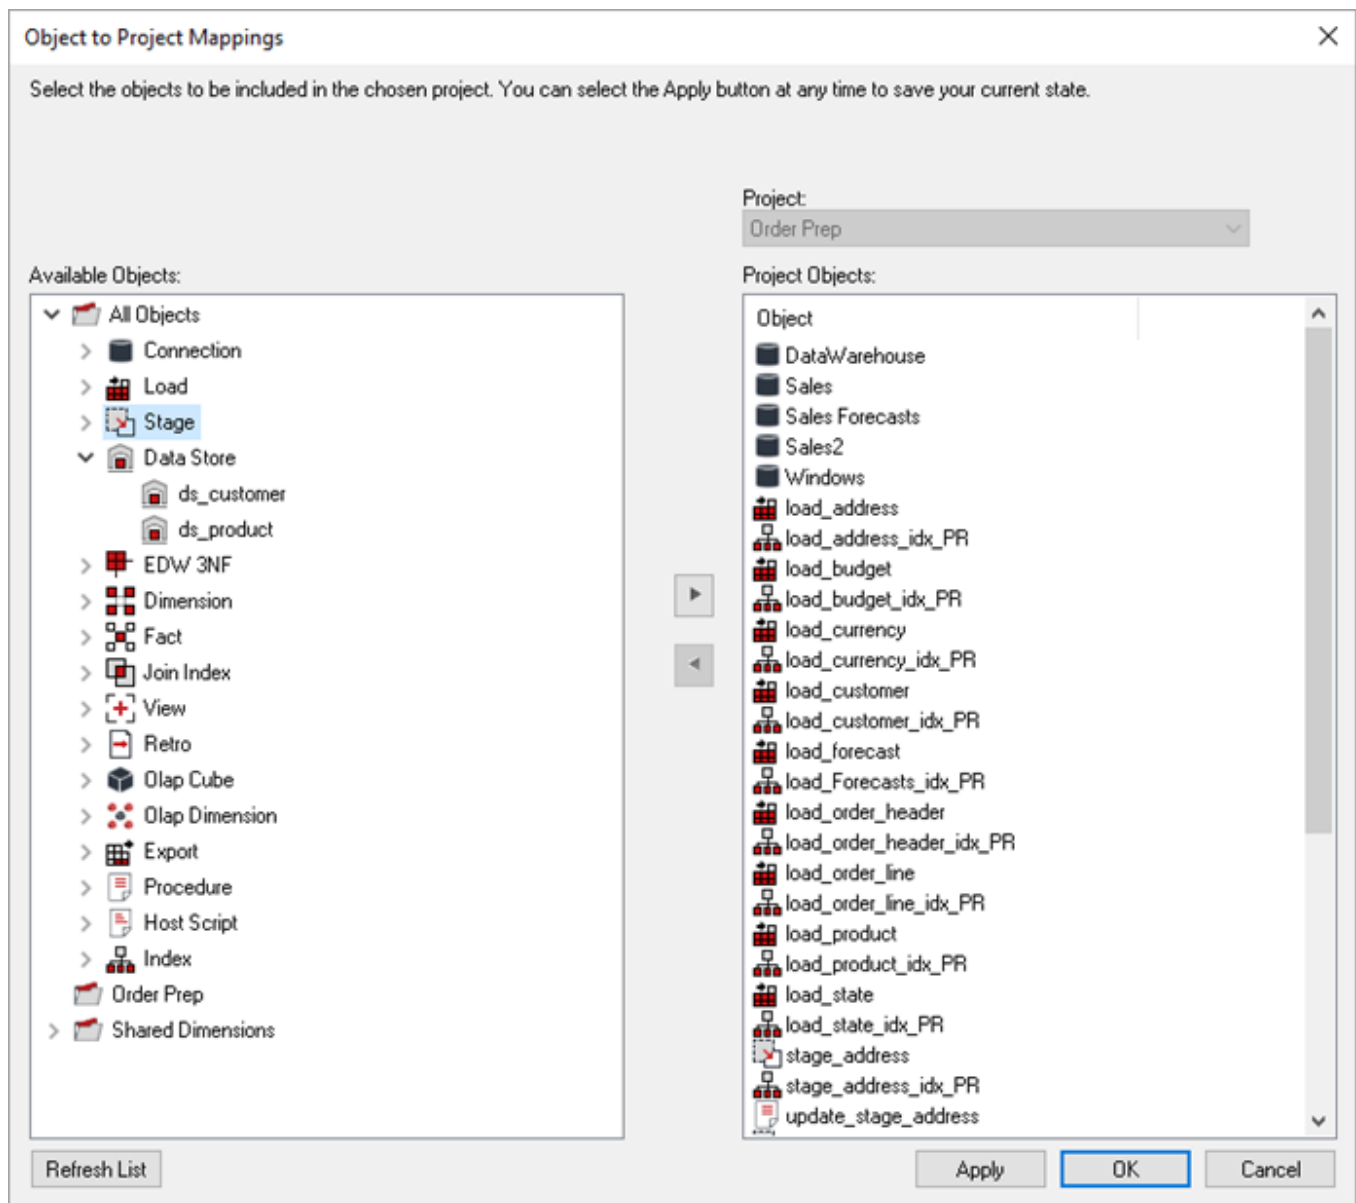 Object to Project Mappings
Select the objects to be included in the chosen project. You can select the Apply button at any time to save your current state.
Project:
Order Prep
Available Objects:
All Objects
Connection
Load
Stage
Data Store
ds_customer
ds_product
EDW 3NF
Dimension
Fact
Join Index
View
Retro
Olap Cube
Olap Dimension
Export
Procedure
Host Script
Index
Order Prep
Shared Dimensions
Project Objects:
Object
DataWarehouse
Sales
Sales Forecasts
Sales2
Windows
load_address
load_address_idx_PR
load_budget
load_budget_idx_PR
load_currency
load_currency_idx_PR
load_customer
load_customer_idx_PR
load_forecast
load_Forecasts_idx_PR
load_order_header
load_order_header_idx_PR
load_order_line
load_order_line_idx_PR
load_product
load_product_idx_PR
load_state
load_state_idx_PR
stage_address
stage_address_idx_PR
update_stage_address
Refresh List
Apply
OK
Cancel